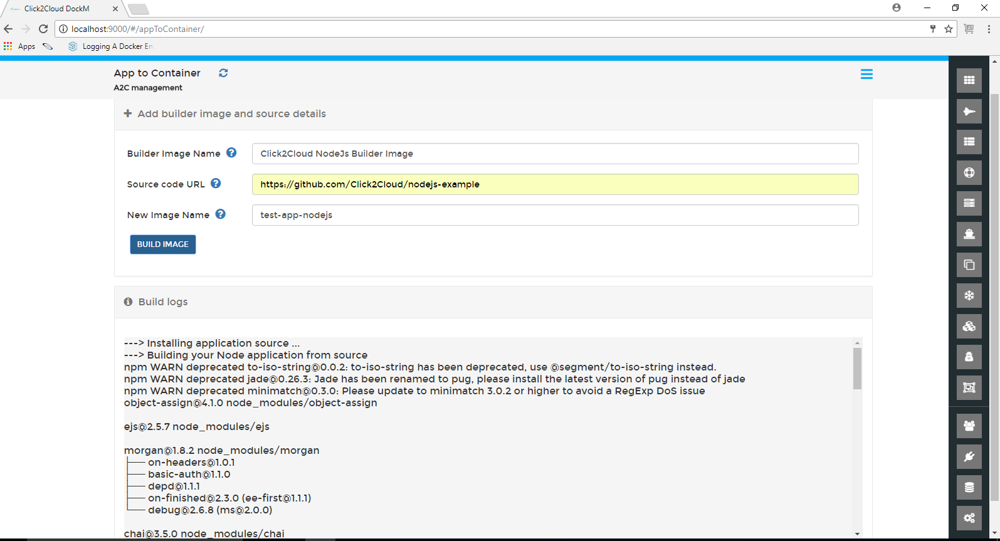 Click2Cloud DockM
localhost:9000/#/appToContainer/
Apps
Logging A Docker En
App to Container
A2C management
Add builder image and source details
Builder Image Name
Click2Cloud NodeJs Builder Image
Source code URL
https://github.com/Click2Cloud/nodejs-example
New Image Name
test-app-nodejs
BUILD IMAGE
Build logs
---> Installing application source ...
---> Building your Node application from source
npm WARN deprecated to-iso-string@0.0.2: to-iso-string has been deprecated, use @segment/to-iso-string instead.
npm WARN deprecated jade@0.26.3: Jade has been renamed to pug, please install the latest version of pug instead of jade
npm WARN deprecated minimatch@0.3.0: Please update to minimatch 3.0.2 or higher to avoid a RegExp DoS issue
object-assign@4.1.0 node_modules/object-assign
ejs@2.5.7 node_modules/ejs
morgan@1.8.2 node_modules/morgan
├── on-headers@1.0.1
├── basic-auth@1.1.0
├── depd@1.1.1
├── on-finished@2.3.0 (ee-first@1.1.1)
└── debug@2.6.8 (ms@2.0.0)
chai@3.5.0 node_modules/chai